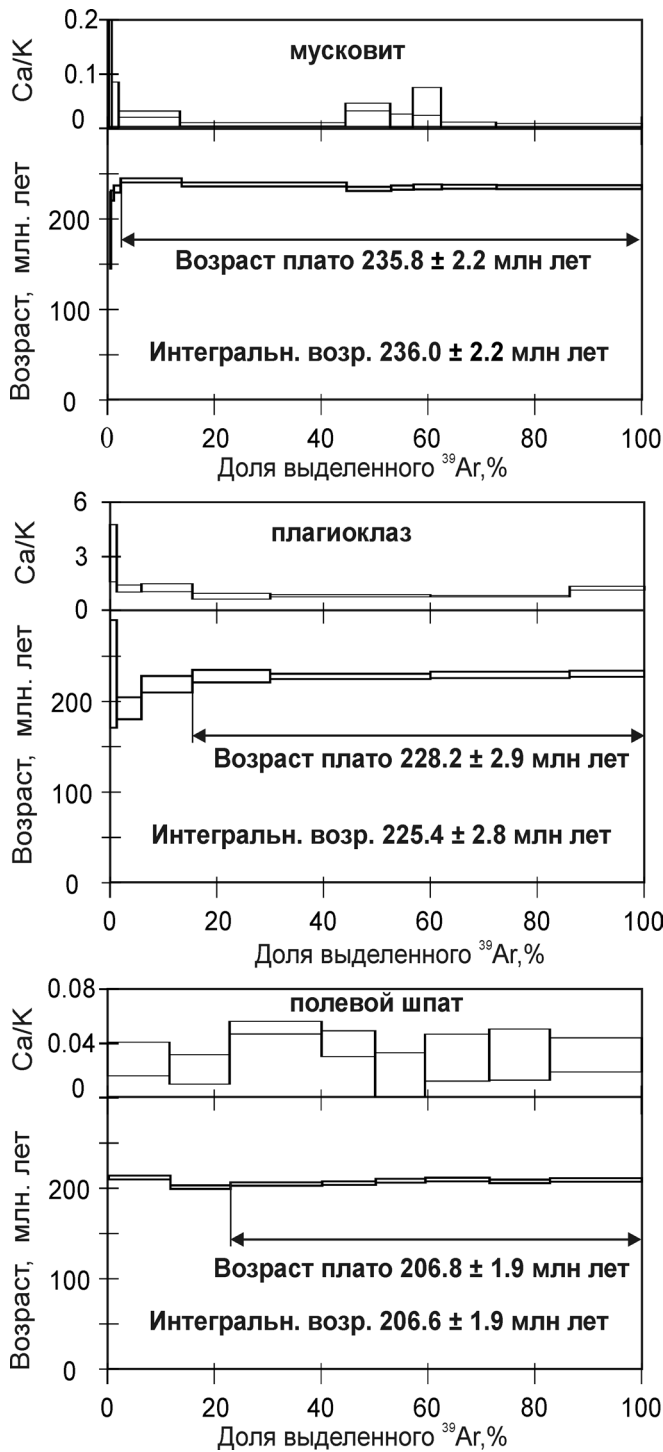 Ca/K
0.2
0.1
0
мусковит
Возраст, млн. лет
200
100
0
Возраст плато 235.8 ± 2.2 млн лет
Интегральн. возр. 236.0 ± 2.2 млн лет
0 20 40 60 80 100
Доля выделенного ³⁹Ar,%
Ca/K
6
3
0
плагиоклаз
Возраст, млн. лет
200
100
0
Возраст плато 228.2 ± 2.9 млн лет
Интегральн. возр. 225.4 ± 2.8 млн лет
0 20 40 60 80 100
Доля выделенного ³⁹Ar,%
Ca/K
0.08
0.04
0
полевой шпат
Возраст, млн. лет
200
100
0
Возраст плато 206.8 ± 1.9 млн лет
Интегральн. возр. 206.6 ± 1.9 млн лет
0 20 40 60 80 100
Доля выделенного ³⁹Ar,%